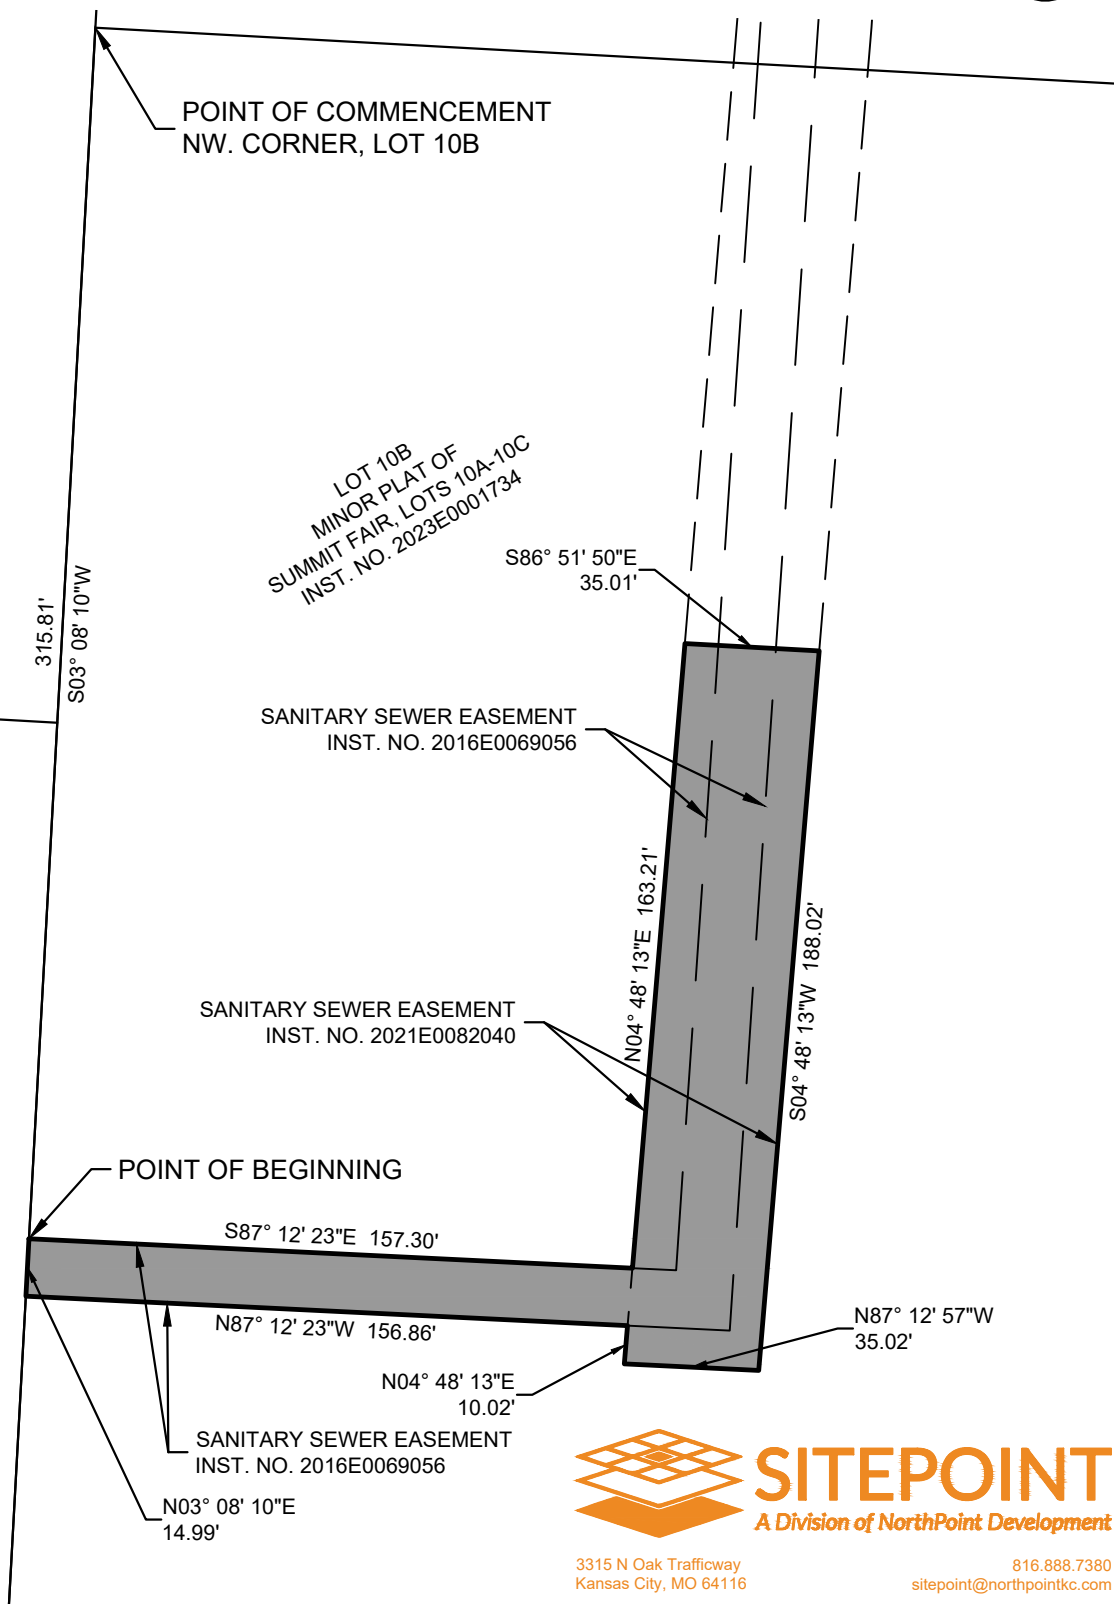 POINT OF COMMENCEMENT
NW. CORNER, LOT 10B
LOT 10B
MINOR PLAT OF
SUMMIT FAIR, LOTS 10A-10C
INST. NO. 2023E0001734
S86° 51' 50"E
35.01'
315.81'
S03° 08' 10"W
SANITARY SEWER EASEMENT
INST. NO. 2016E0069056
N04° 48' 13"E 163.21'
S04° 48' 13"W 188.02'
SANITARY SEWER EASEMENT
INST. NO. 2021E0082040
POINT OF BEGINNING
S87° 12' 23"E 157.30'
N87° 12' 23"W 156.86'
N87° 12' 57"W
35.02'
N04° 48' 13"E
10.02'
SANITARY SEWER EASEMENT
INST. NO. 2016E0069056
N03° 08' 10"E
14.99'
SITEPOINT
A Division of NorthPoint Development
3315 N Oak Trafficway
Kansas City, MO 64116
816.888.7380
sitepoint@northpointkc.com